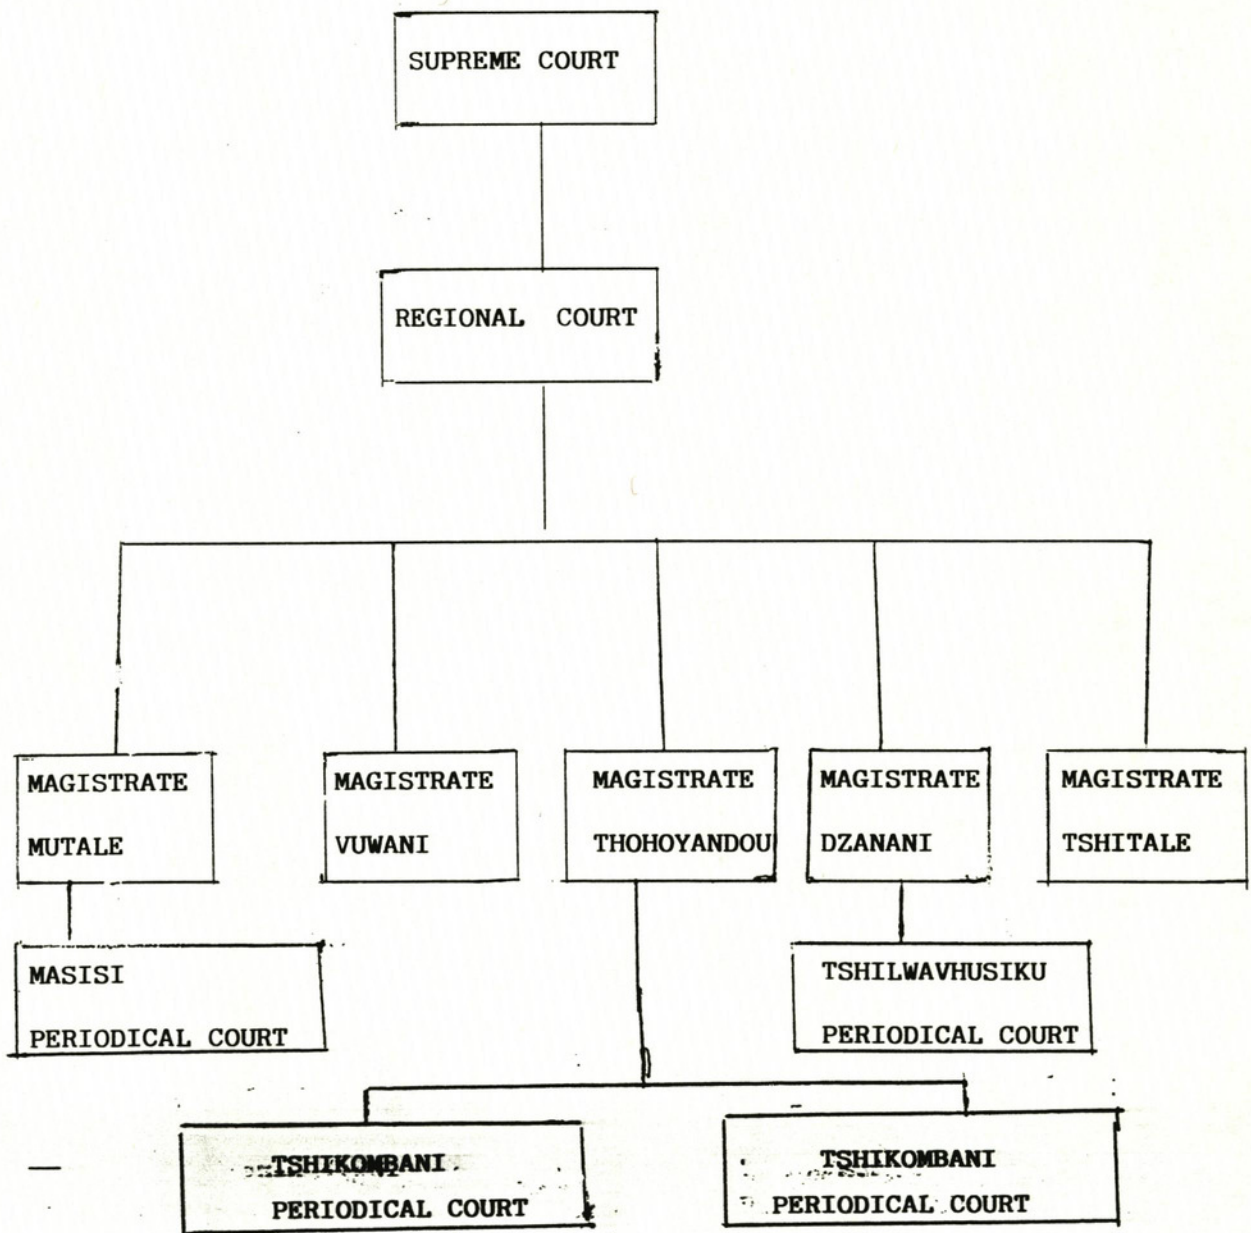 SUPREME COURT
REGIONAL COURT
MAGISTRATE
MUTALE
MAGISTRATE
VUWANI
MAGISTRATE
THOHOYANDOU
MAGISTRATE
DZANANI
MAGISTRATE
TSHITALE
MASISI
PERIODICAL COURT
TSHILWAVHUSIKU
PERIODICAL COURT
TSHIKOMBANI
PERIODICAL COURT
TSHIKOMBANI
PERIODICAL COURT